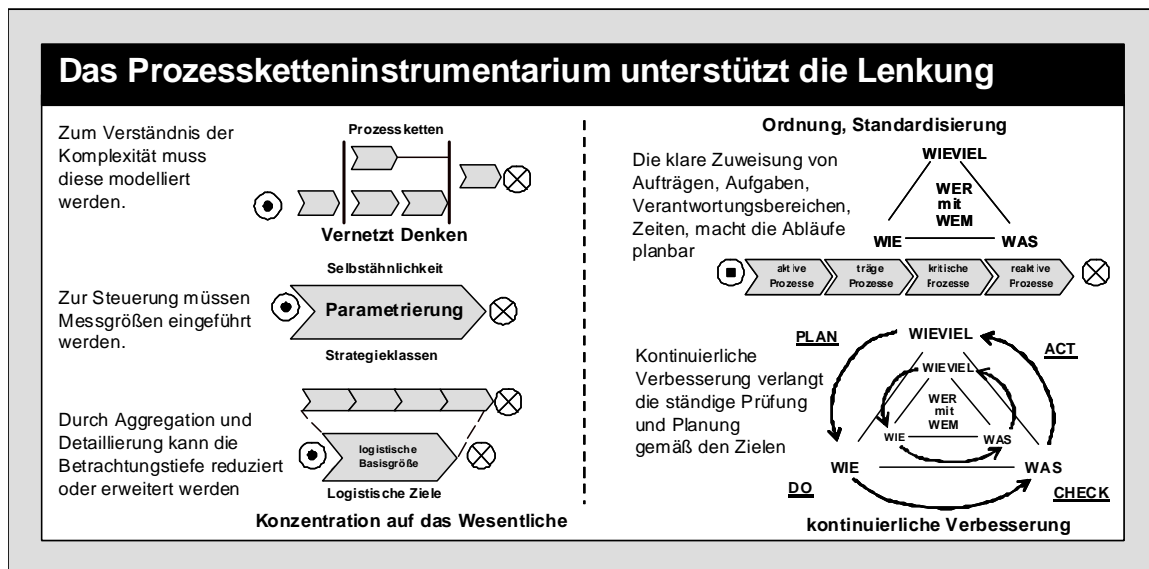 Das Prozessketteninstrumentarium unterstützt die Lenkung
Zum Verständnis der
Komplexität muss
diese modelliert
werden.
Prozessketten
Vernetzt Denken
Selbstähnlichkeit
Zur Steuerung müssen
Messgrößen eingeführt
werden.
Parametrierung
Strategieklassen
Durch Aggregation und
Detaillierung kann die
Betrachtungstiefe reduziert
oder erweitert werden
logistische
Basisgröße
Logistische Ziele
Konzentration auf das Wesentliche
Ordnung, Standardisierung
Die klare Zuweisung von
Aufträgen, Aufgaben,
Verantwortungsbereichen,
Zeiten, macht die Abläufe
planbar
WIEVIEL
WER
mit
WEM
WIE
WAS
aktive
Prozesse
träge
Prozesse
kritische
Prozesse
reaktive
Prozesse
Kontinuierliche
Verbesserung verlangt
die ständige Prüfung
und Planung
gemäß den Zielen
PLAN
WIEVIEL
ACT
WIEVIEL
WER
mit
WEM
WIE
WAS
WIE
WAS
DO
CHECK
kontinuierliche Verbesserung